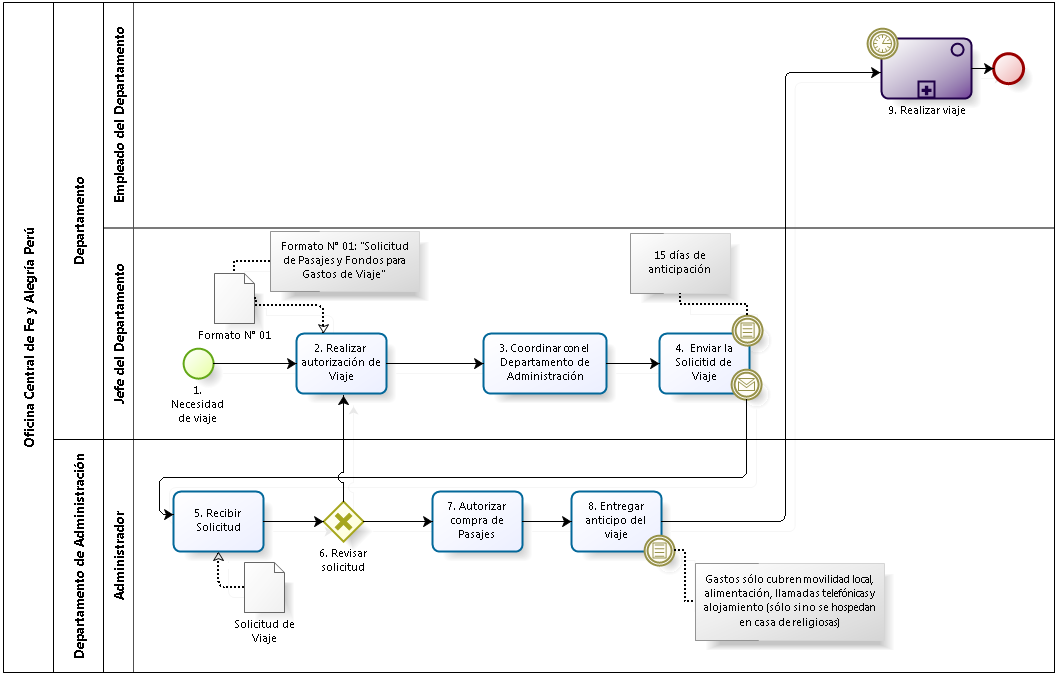 Oficina Central de Fe y Alegría Perú
Departamento
Empleado del Departamento
9. Realizar viaje
Jefe del Departamento
Formato N° 01: "Solicitud
de Pasajes y Fondos para
Gastos de Viaje"
Formato N° 01
1.
Necesidad
de viaje
2. Realizar
autorización de
Viaje
3. Coordinar con el
Departamento de
Administración
15 días de
anticipación
4. Enviar la
Solicitid de
Viaje
Departamento de Administración
Administrador
5. Recibir
Solicitud
Solicitud de
Viaje
6. Revisar
solicitud
7. Autorizar
compra de
Pasajes
8. Entregar
anticipo del
viaje
Gastos sólo cubren movilidad local,
alimentación, llamadas telefónicas y
alojamiento (sólo si no se hospedan
en casa de religiosas)